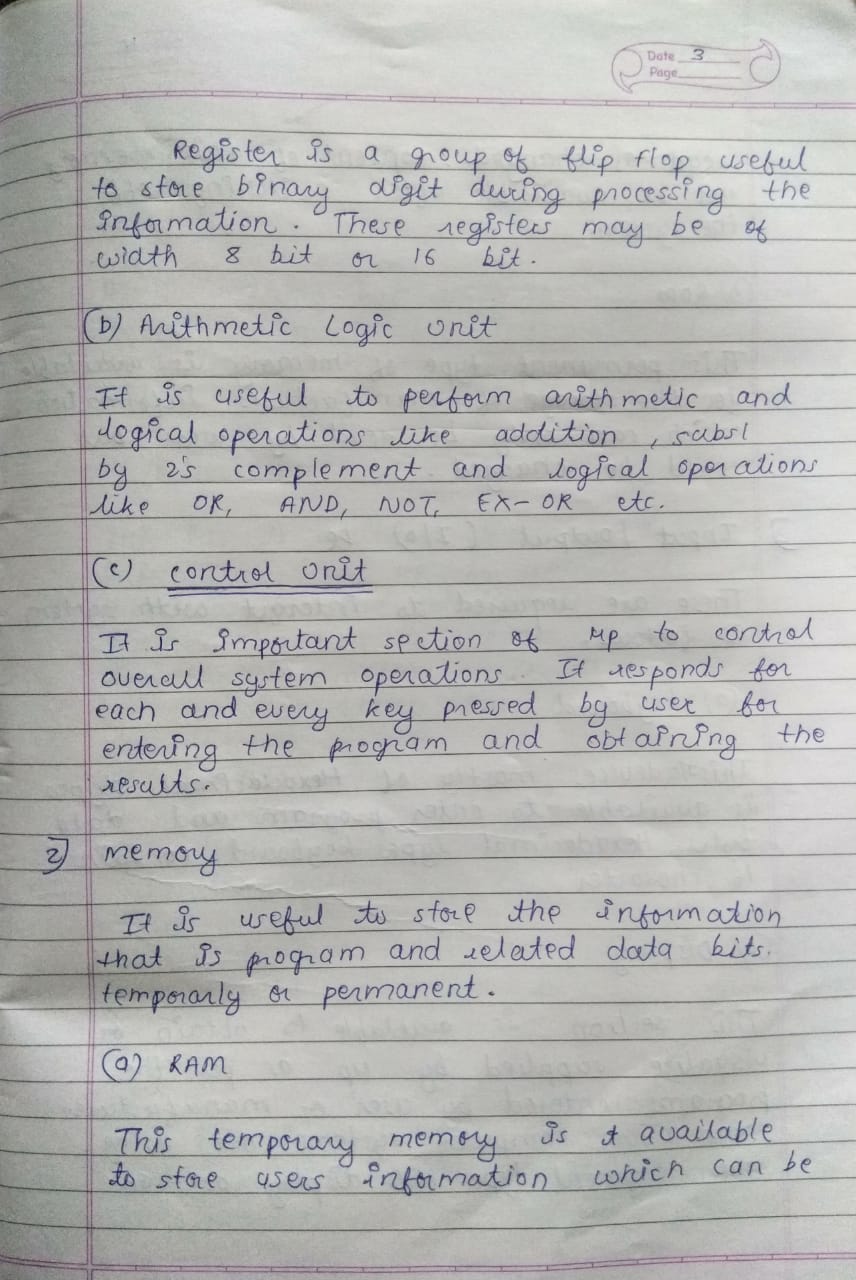 Date 3
Page
Register is a group of flip flop useful
to store binary digit during processing the
information. These registers may be of
width 8 bit or 16 bit.
(b) Arithmetic Logic unit
It is useful to perform arithmetic and
logical operations like addition, subsl
by 2's complement and logical operations
like OR, AND, NOT, EX-OR etc.
(c) control unit
It is important section of μp to control
overall system operations. It responds for
each and every key pressed by user for
entering the program and obtaining the
results.
2) memory
It is useful to store the information
that is program and related data bits.
temporarly or permanent.
(a) RAM
This temporary memory is available
to store users information which can be